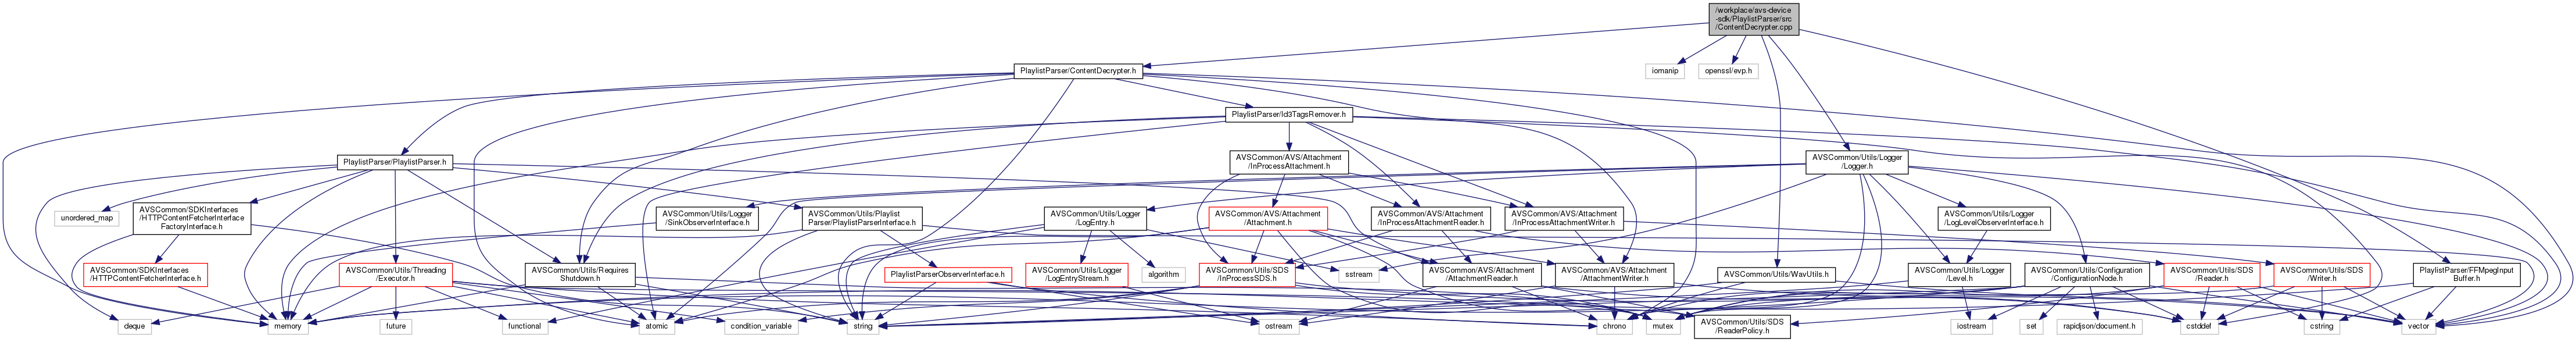 /workplace/avs-device
-sdk/PlaylistParser/src
/ContentDecrypter.cpp
PlaylistParser/ContentDecrypter.h
iomanip
openssl/evp.h
PlaylistParser/Id3TagsRemover.h
PlaylistParser/PlaylistParser.h
AVSCommon/AVS/Attachment
/InProcessAttachment.h
AVSCommon/Utils/Logger
/Logger.h
unordered_map
AVSCommon/SDKInterfaces
/HTTPContentFetcherInterface
FactoryInterface.h
AVSCommon/Utils/Logger
/SinkObserverInterface.h
AVSCommon/Utils/Playlist
Parser/PlaylistParserInterface.h
AVSCommon/Utils/Logger
/LogEntry.h
AVSCommon/AVS/Attachment
/Attachment.h
AVSCommon/AVS/Attachment
/InProcessAttachmentReader.h
AVSCommon/AVS/Attachment
/InProcessAttachmentWriter.h
AVSCommon/Utils/Logger
/LogLevelObserverInterface.h
AVSCommon/SDKInterfaces
/HTTPContentFetcherInterface.h
AVSCommon/Utils/Threading
/Executor.h
AVSCommon/Utils/Requires
Shutdown.h
PlaylistParserObserverInterface.h
AVSCommon/Utils/Logger
/LogEntryStream.h
algorithm
AVSCommon/Utils/SDS
/InProcessSDS.h
sstream
AVSCommon/AVS/Attachment
/AttachmentReader.h
AVSCommon/AVS/Attachment
/AttachmentWriter.h
AVSCommon/Utils/WavUtils.h
AVSCommon/Utils/Logger
/Level.h
AVSCommon/Utils/Configuration
/ConfigurationNode.h
AVSCommon/Utils/SDS
/Reader.h
AVSCommon/Utils/SDS
/Writer.h
PlaylistParser/FFMpegInput
Buffer.h
deque
memory
future
functional
atomic
condition_variable
string
ostream
chrono
mutex
AVSCommon/Utils/SDS
/ReaderPolicy.h
iostream
set
rapidjson/document.h
cstddef
cstring
vector